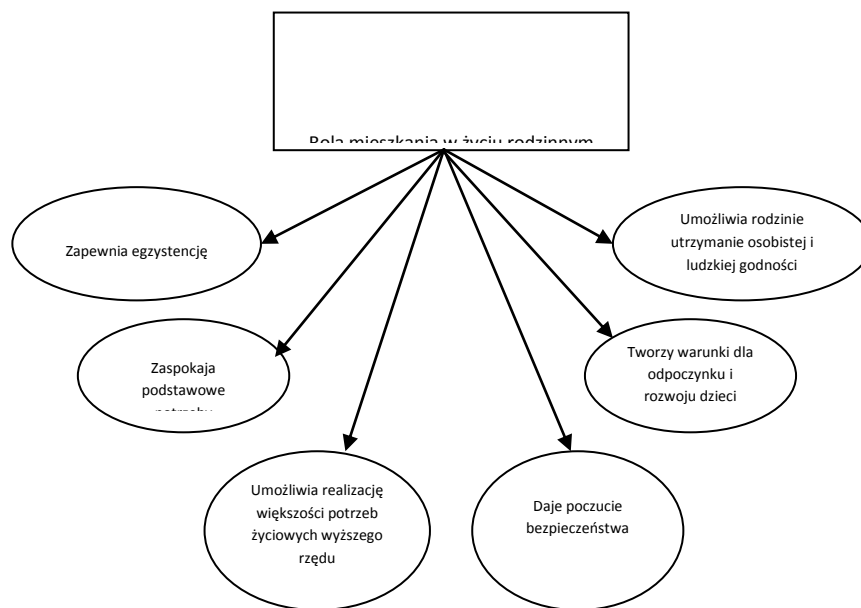 Rola mieszkania w życiu rodzinnym
Zapewnia egzystencję
Umożliwia rodzinie
utrzymanie osobistej i
ludzkiej godności
Zaspokaja
podstawowe
potrzeby
Tworzy warunki dla
odpoczynku i
rozwoju dzieci
Umożliwia realizację
większości potrzeb
życiowych wyższego
rzędu
Daje poczucie
bezpieczeństwa